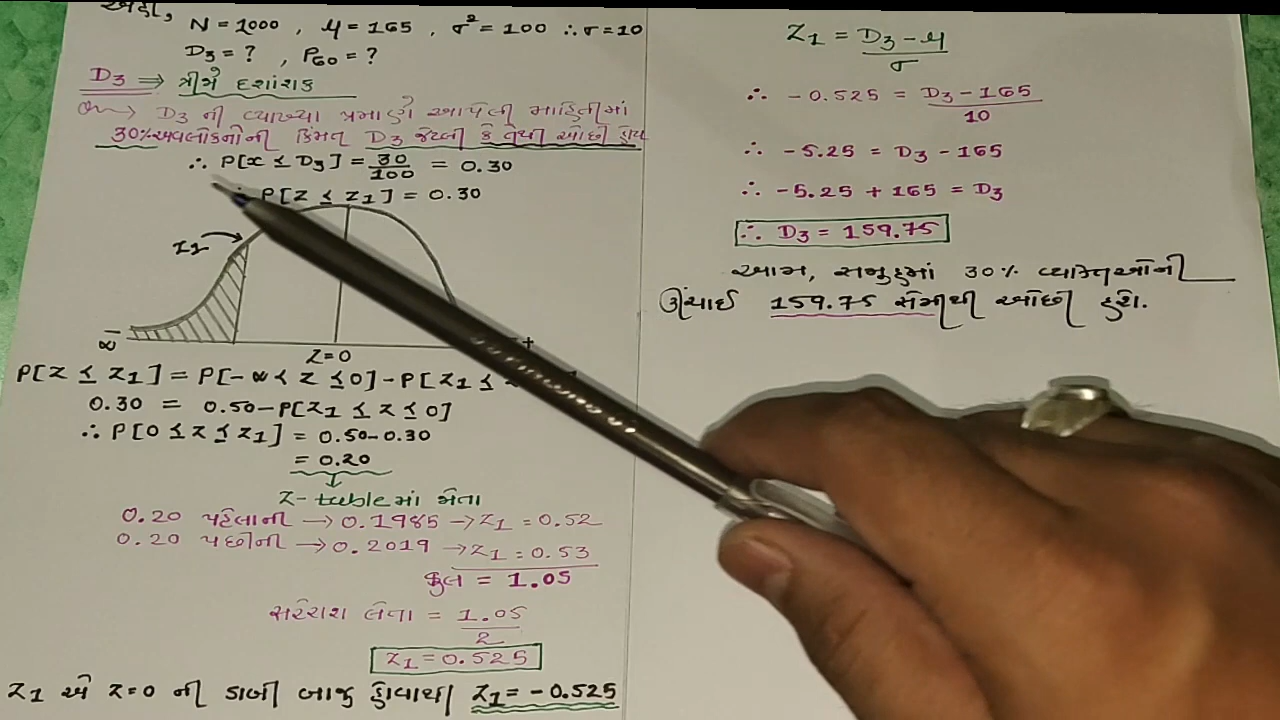 અહીં,
N = 1000 , μ = 165 , σ² = 100 ∴ σ = 10
D₃ = ? , P₆₀ = ?
D₃ ⇒ ત્રીજો દશાંશક
→ D₃ ની વ્યાખ્યા પ્રમાણે આપેલી માહિતીમાં
30% અવલોકનોની કિંમત D₃ જેટલી કે તેથી ઓછી હોય
∴ P[x ≤ D₃] = 30/100 = 0.30
∴ P[Z ≤ Z₁] = 0.30
Z₁
-∞
Z=0
P[Z ≤ Z₁] = P[-∞ < Z ≤ 0] - P[Z₁ ≤
0.30 = 0.50 - P[Z₁ ≤ Z ≤ 0]
∴ P[0 ≤ Z ≤ Z₁] = 0.50 - 0.30
= 0.20
Z-table માં જોતા
0.20 પહેલાની → 0.1985 → Z₁ = 0.52
0.20 પછીની → 0.2019 → Z₁ = 0.53
કુલ = 1.05
સરેરાશ લેતા = 1.05/2
Z₁ = 0.525
Z₁ એ Z=0 ની ડાબી બાજુ હોવાથી Z₁ = -0.525
Z₁ = D₃ - μ / σ
∴ -0.525 = D₃ - 165 / 10
∴ -5.25 = D₃ - 165
∴ -5.25 + 165 = D₃
∴ D₃ = 159.75
આમ, સમુહમાં 30% વ્યક્તિઓની
ઊંચાઈ 159.75 સેમીથી ઓછી હશે.